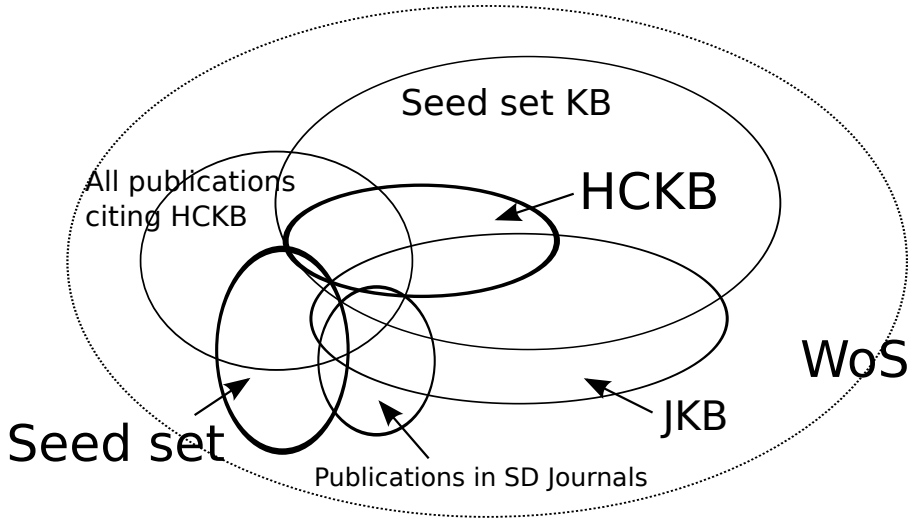 Seed set KB
All publications
citing HCKB
HCKB
WoS
JKB
Seed set
Publications in SD Journals